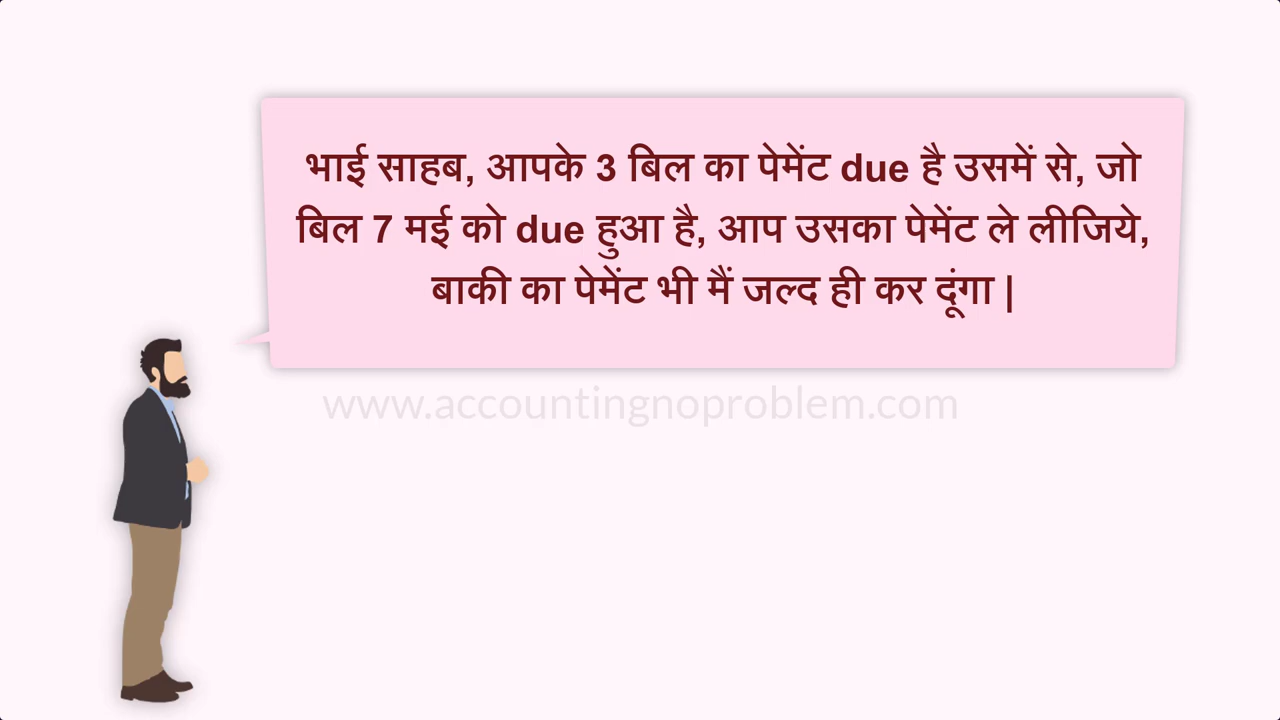 भाई साहब, आपके 3 बिल का पेमेंट due है उसमें से, जो
बिल 7 मई को due हुआ है, आप उसका पेमेंट ले लीजिये,
बाकी का पेमेंट भी मैं जल्द ही कर दूंगा |
www.accountingnoproblem.com